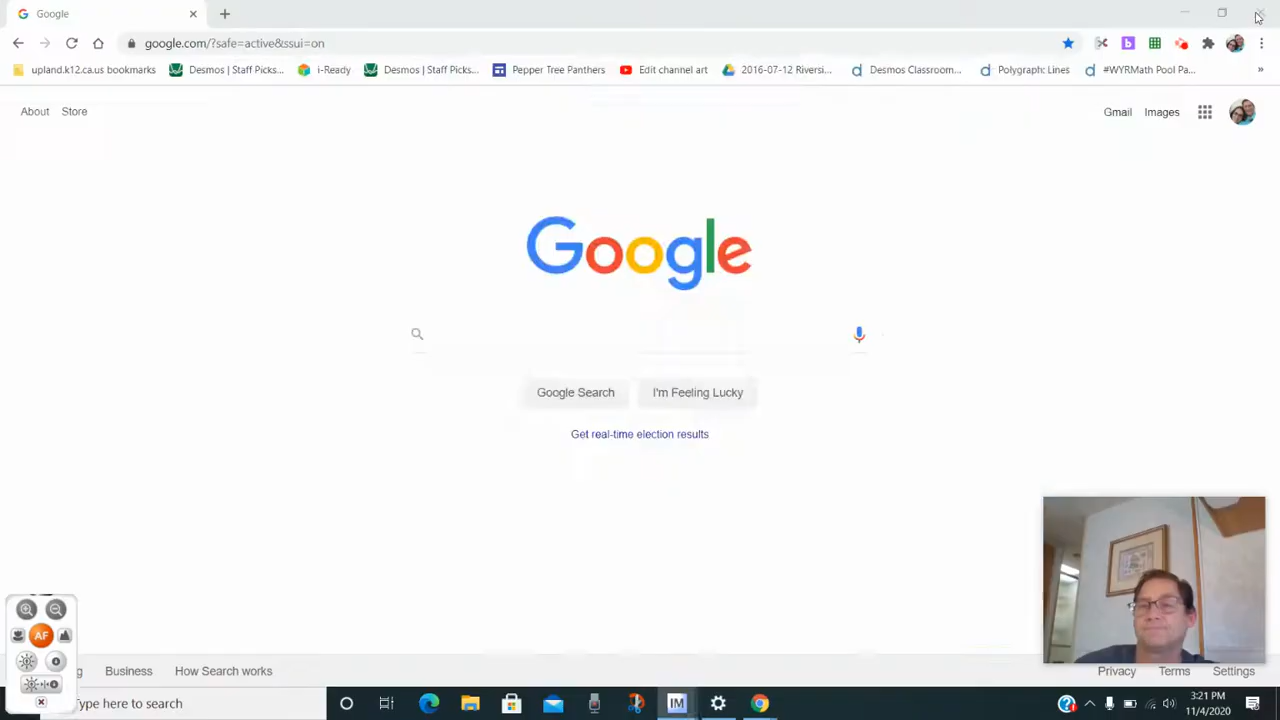 Google
google.com/?safe=active&ssui=on
upland.k12.ca.us bookmarks
Desmos | Staff Picks...
i-Ready
Desmos | Staff Picks...
Pepper Tree Panthers
Edit channel art
2016-07-12 Riversi...
Desmos Classroom...
Polygraph: Lines
#WYRMath Pool Pa...
»
About
Store
Gmail
Images
Google
Google Search
I'm Feeling Lucky
Get real-time election results
AF
Business
How Search works
Privacy
Terms
Settings
Type here to search
IM
3:21 PM
11/4/2020